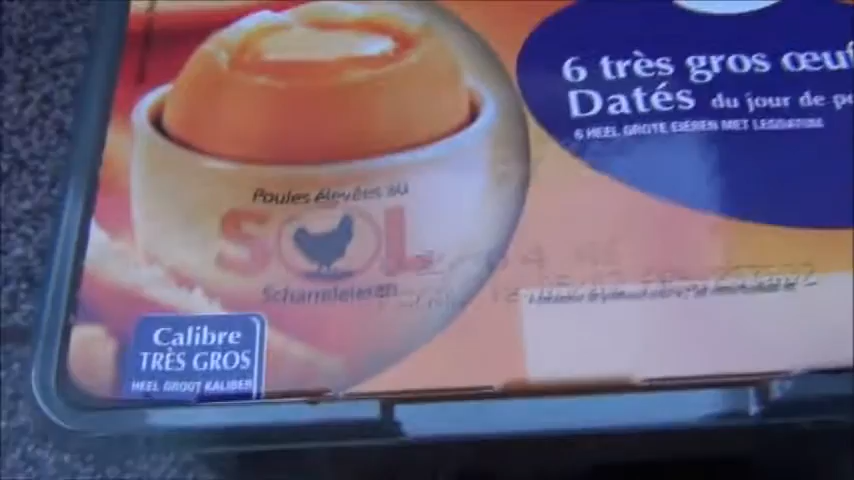 6 très gros œuf
Datés du jour de po
6 HEEL GROTE EIEREN MET LEGDATUM
Poules élevées au
SOL
Scharreleieren
Calibre
TRÈS GROS
HEEL GROOT KALIBER